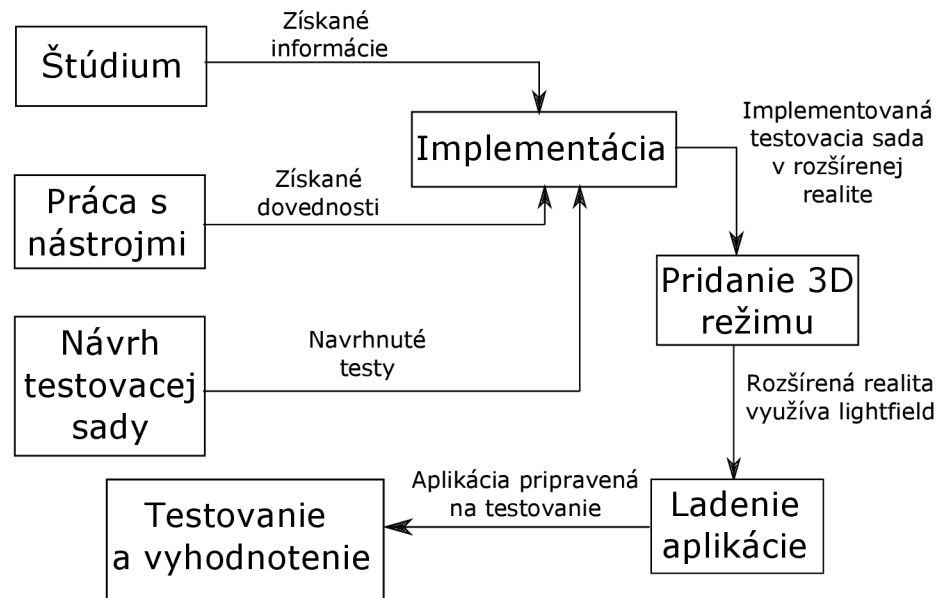 Štúdium
Získané
informácie
Implementácia
Implementovaná
testovacia sada
v rozšírenej
realite
Práca s
nástrojmi
Získané
dovednosti
Pridanie 3D
režimu
Návrh
testovacej
sady
Navrhnuté
testy
Rozšírená realita
využíva lightfield
Ladenie
aplikácie
Aplikácia pripravená
na testovanie
Testovanie
a vyhodnotenie